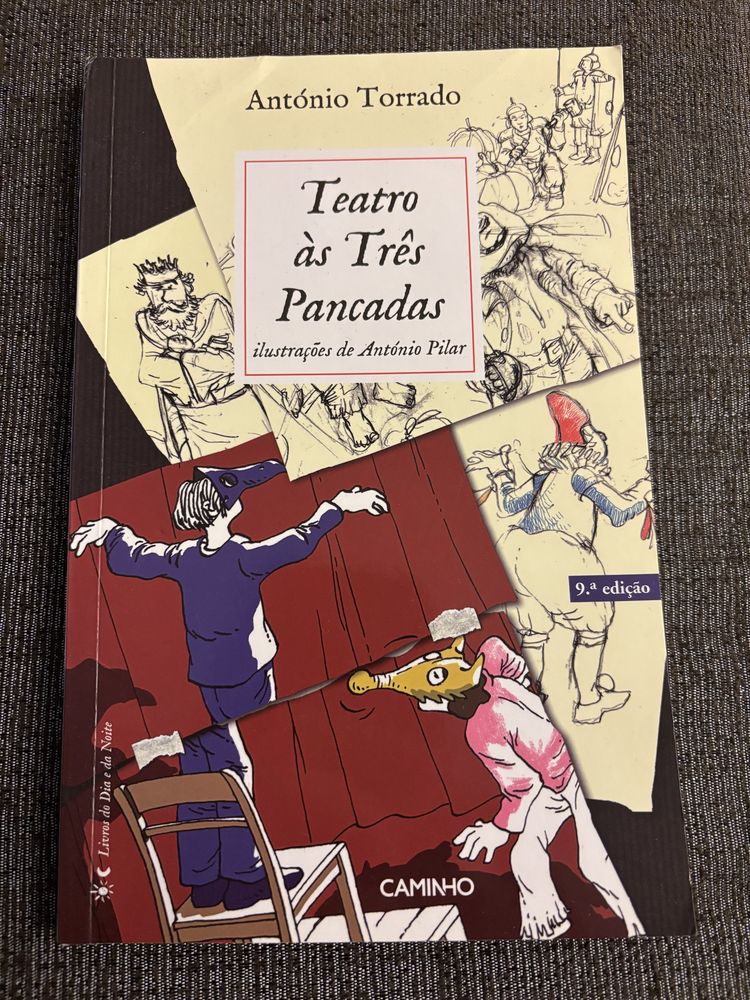 António Torrado
Teatro
às Três
Pancadas
ilustrações de António Pilar
9.ª edição
Livros do Dia e da Noite
CAMINHO